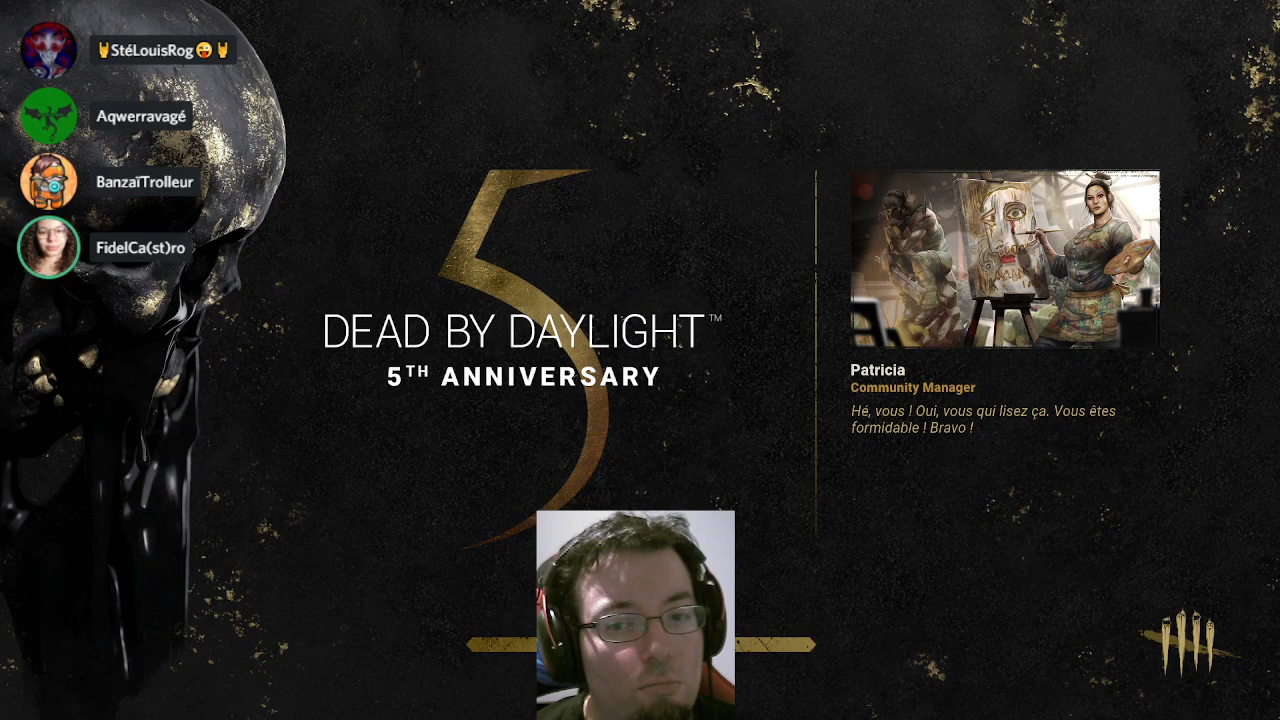 🤘StéLouisRog😜🤘
Aqwerravagé
BanzaïTrolleur
FidelCa(st)ro
5
DEAD BY DAYLIGHT™
5TH ANNIVERSARY
Patricia
Community Manager
Hé, vous ! Oui, vous qui lisez ça. Vous êtes
formidable ! Bravo !